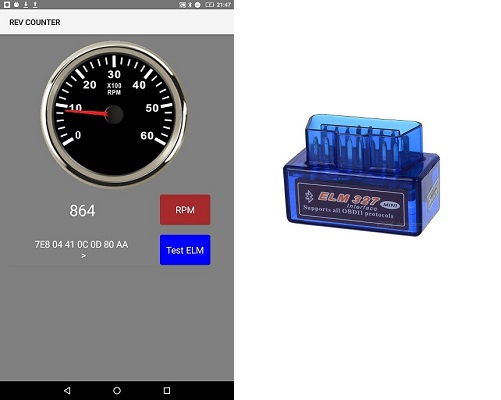 21:47
REV COUNTER
30
20
40
X100
RPM
10
50
0
60
864
RPM
7E8 04 41 0C 0D 80 AA
>
Test ELM
ELM 327
Interface
MINI
Supports all OBDII protocols